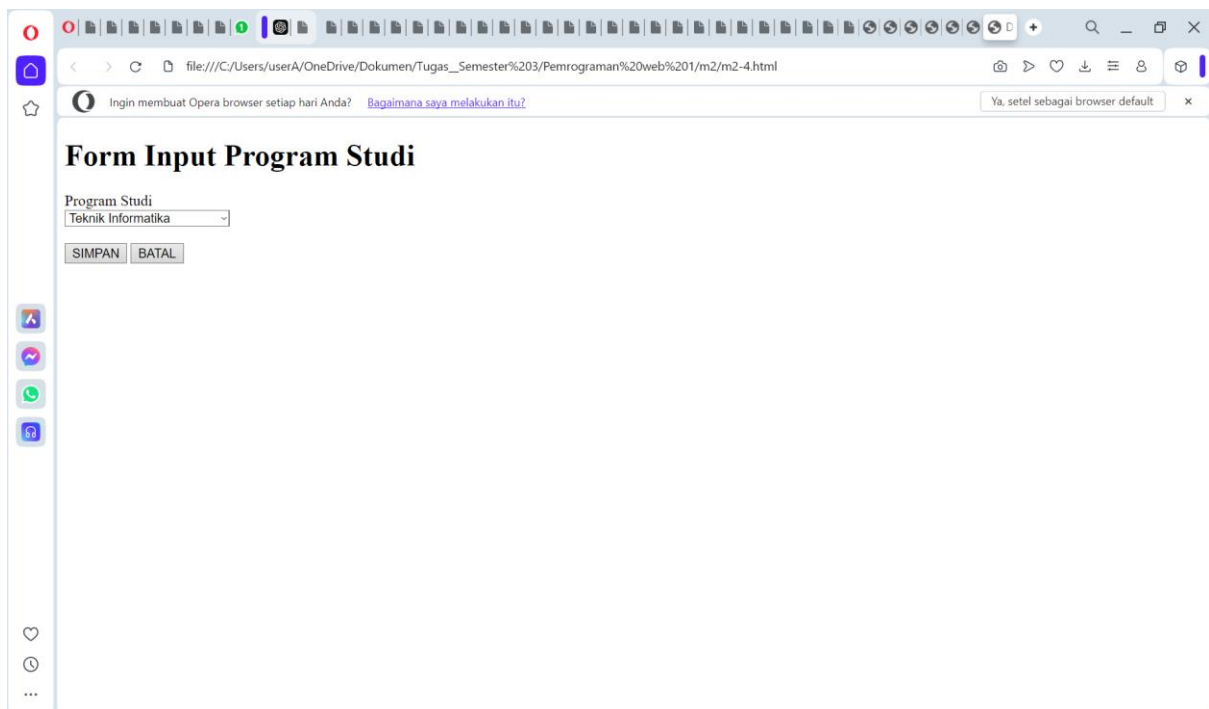 file:///C:/Users/userA/OneDrive/Dokumen/Tugas__Semester%203/Pemrograman%20web%201/m2/m2-4.html
Ingin membuat Opera browser setiap hari Anda? Bagaimana saya melakukan itu? Ya, setel sebagai browser default
Form Input Program Studi
Program Studi
Teknik Informatika
SIMPAN BATAL